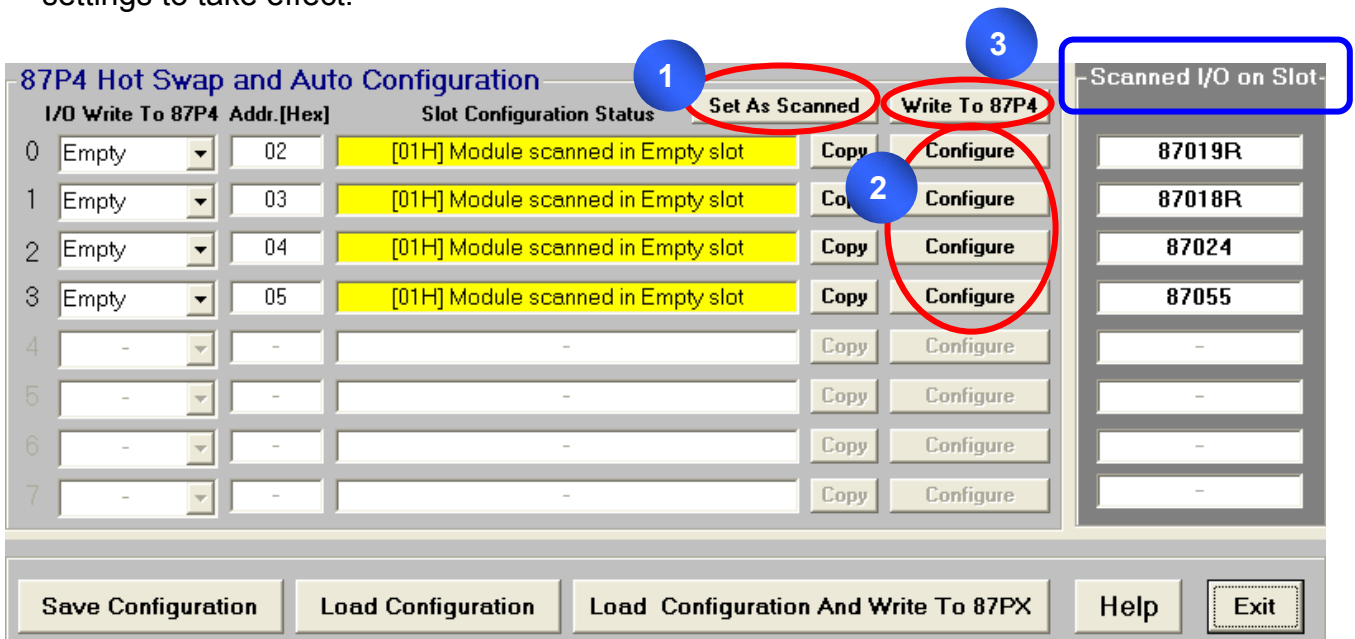 settings to take effect.
3
1
87P4 Hot Swap and Auto Configuration
Scanned I/O on Slot
I/O Write To 87P4 Addr.[Hex] Slot Configuration Status Set As Scanned Write To 87P4
0 Empty 02 [01H] Module scanned in Empty slot Copy Configure 87019R
2
1 Empty 03 [01H] Module scanned in Empty slot Configure 87018R
2 Empty 04 [01H] Module scanned in Empty slot Copy Configure 87024
3 Empty 05 [01H] Module scanned in Empty slot Copy Configure 87055
4 - - - Copy Configure -
5 - - - Copy Configure -
6 - - - Copy Configure -
7 - - - Copy Configure -
Save Configuration Load Configuration Load Configuration And Write To 87PX Help Exit